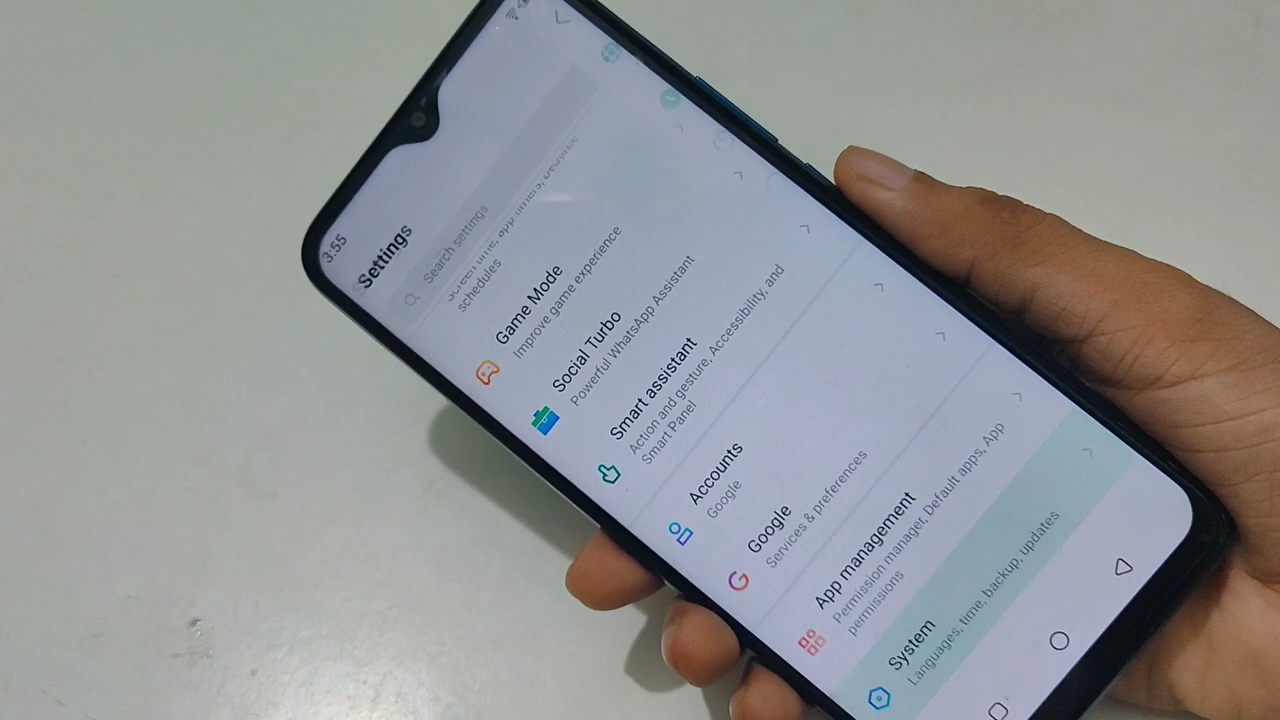 3:55
Settings
Search settings
Screen time, app timers, bedtime
schedules
Game Mode
Improve game experience
Social Turbo
Powerful WhatsApp Assistant
Smart assistant
Action and gesture, Accessibility, and
Smart Panel
Accounts
Google
Google
Services & preferences
App management
Permission manager, Default apps, App
permissions
System
Languages, time, backup, updates